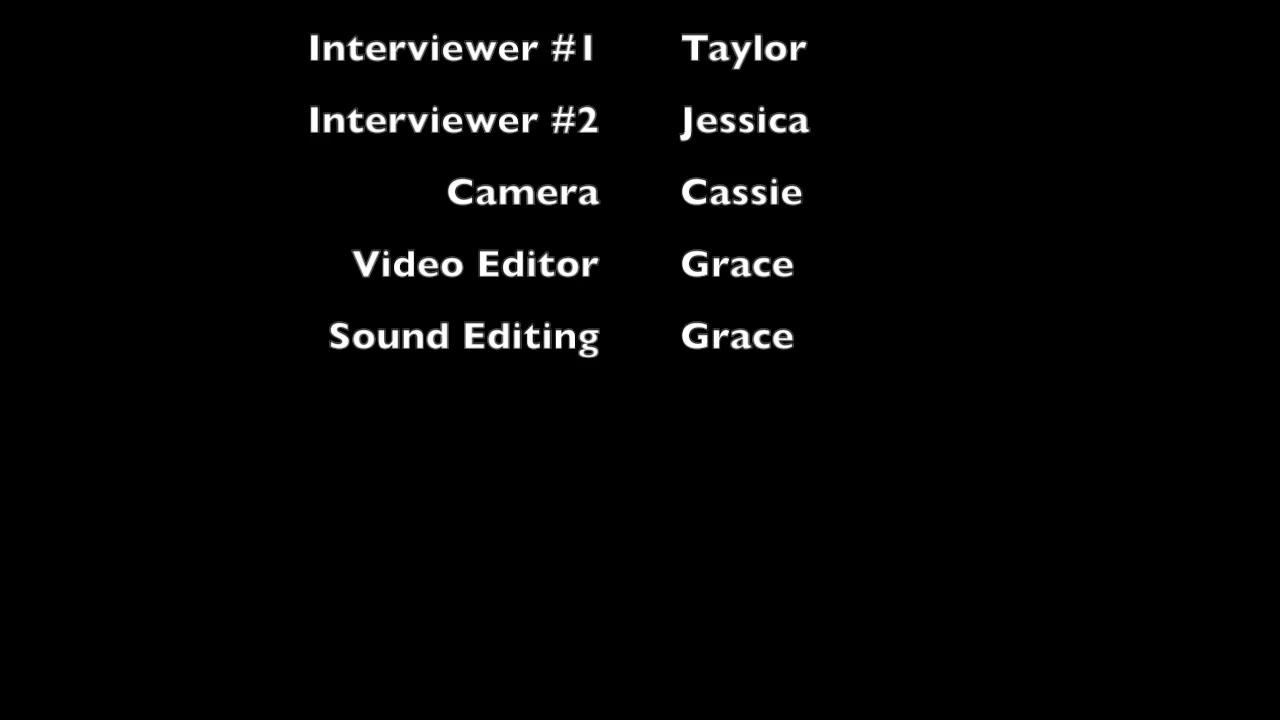 Interviewer #1 Taylor
Interviewer #2 Jessica
Camera Cassie
Video Editor Grace
Sound Editing Grace